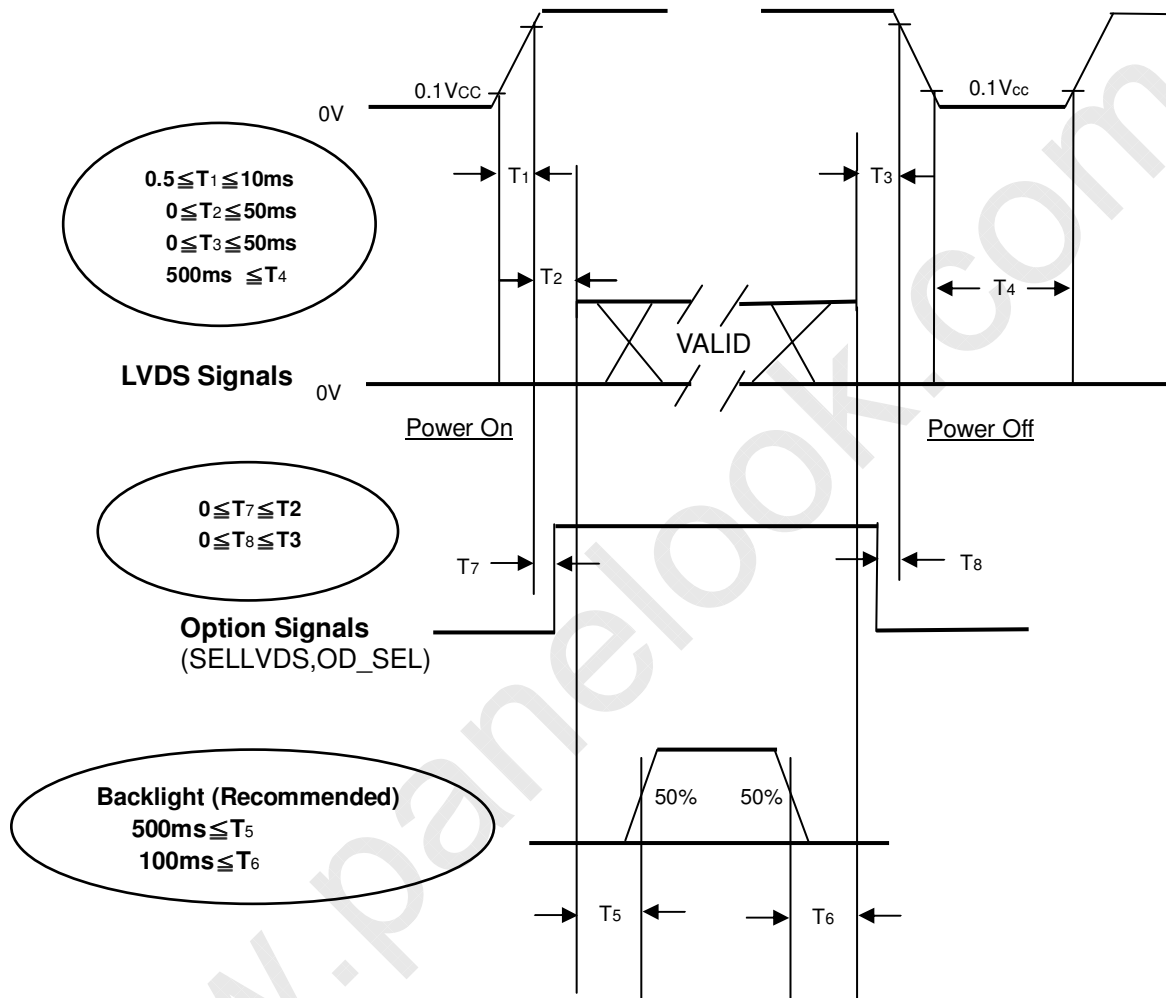 0.1VCC
0.1Vcc
0V
0.5≦T1≦10ms
0≦T2≦50ms
0≦T3≦50ms
500ms ≦T4
T1
T3
T2
T4
VALID
LVDS Signals
0V
Power On
Power Off
0≦T7≦T2
0≦T8≦T3
T7
T8
Option Signals
(SELLVDS,OD_SEL)
Backlight (Recommended)
500ms≦T5
100ms≦T6
50%
50%
T5
T6
w.panelook.com